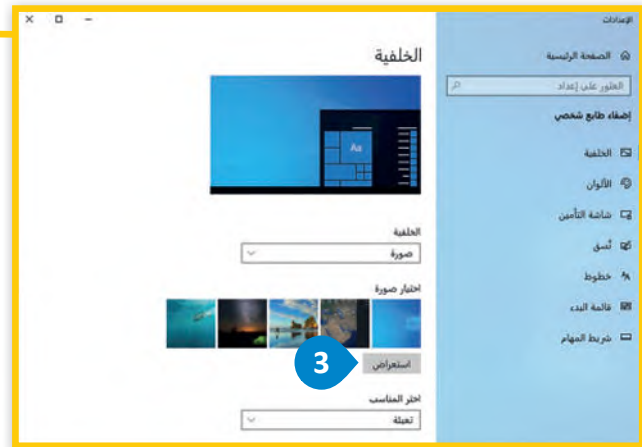 الإعدادات
الصفحة الرئيسية
العثور على إعداد
إضفاء طابع شخصي
الخلفية
الألوان
شاشة التأمين
نُسق
خطوط
قائمة البدء
شريط المهام
الخلفية
Aa
الخلفية
صورة
اختيار صورة
استعراض
3
اختر المناسب
تعبئة